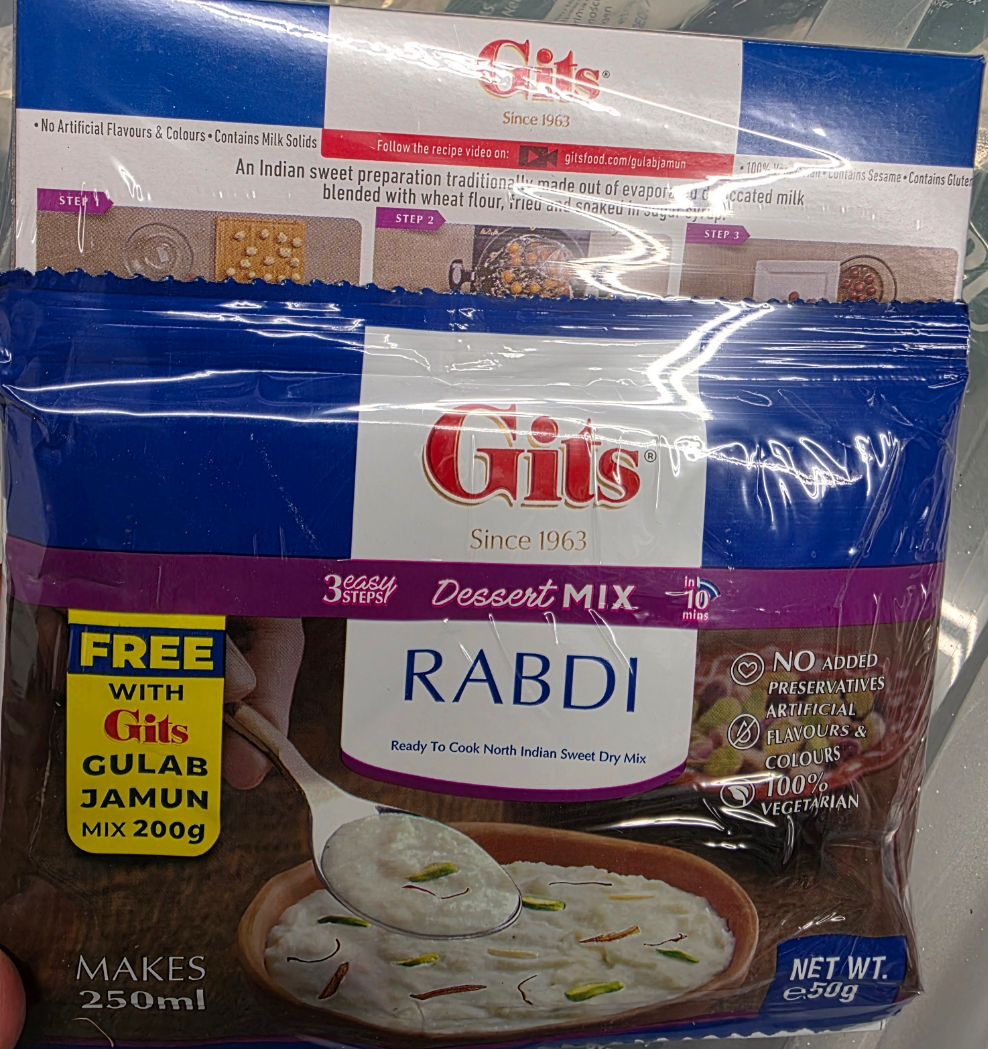 Gits®
Since 1963
• No Artificial Flavours & Colours • Contains Milk Solids
Follow the recipe video on: gitsfood.com/gulabjamun
• 100% Contains Sesame • Contains Gluten
An Indian sweet preparation traditionally made out of evaporated desiccated milk
blended with wheat flour, fried and soaked in sugar syrup.
STEP 1
STEP 2
STEP 3
Gits®
Since 1963
3 easy STEPS!
Dessert MIX
in 10 mins
RABDI
Ready To Cook North Indian Sweet Dry Mix
FREE
WITH
Gits
GULAB
JAMUN
MIX 200g
NO ADDED
PRESERVATIVES
ARTIFICIAL
FLAVOURS &
COLOURS
100%
VEGETARIAN
MAKES
250ml
NET WT.
℮50g